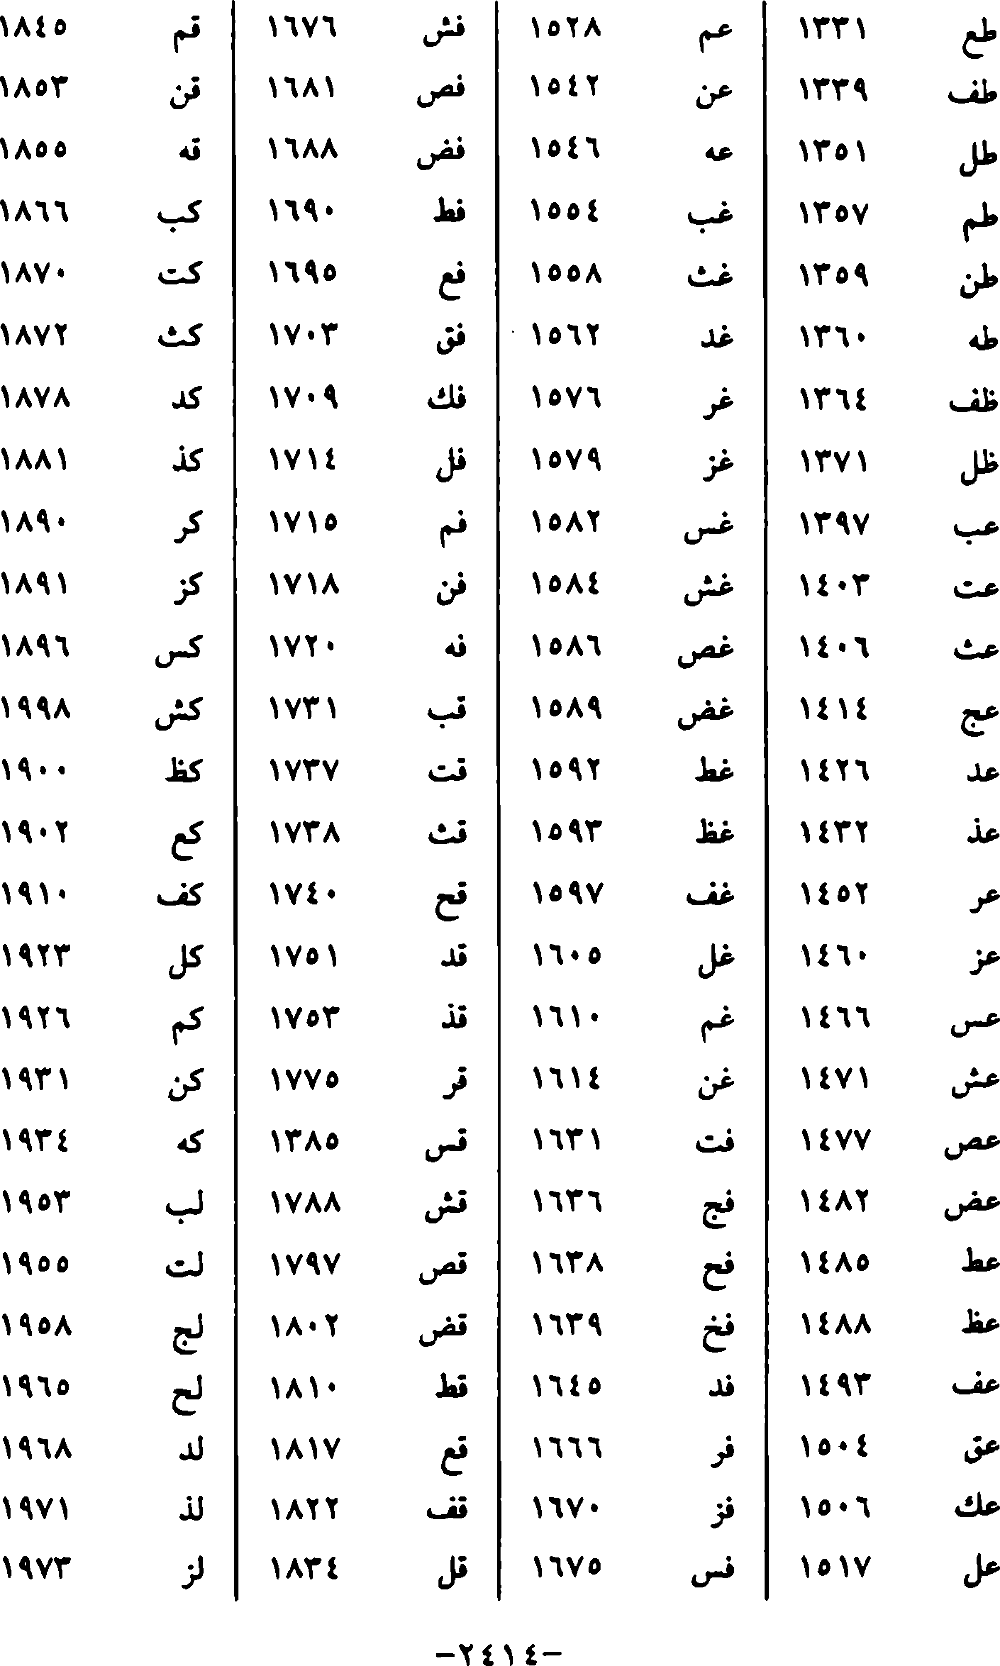 طع ١٣٣١ عم ١٥٢٨ فش ١٦٧٦ قم ١٨٤٥
طف ١٣٣٩ عن ١٥٤٢ فص ١٦٨١ قن ١٨٥٣
طل ١٣٥١ عه ١٥٤٦ فض ١٦٨٨ قه ١٨٥٥
طم ١٣٥٧ غب ١٥٥٤ فط ١٦٩٠ كب ١٨٦٦
طن ١٣٥٩ غث ١٥٥٨ فع ١٦٩٥ كت ١٨٧٠
طه ١٣٦٠ غد ١٥٦٢ فق ١٧٠٣ كث ١٨٧٢
ظف ١٣٦٤ غر ١٥٧٦ فك ١٧٠٩ كد ١٨٧٨
ظل ١٣٧١ غز ١٥٧٩ فل ١٧١٤ كذ ١٨٨١
عب ١٣٩٧ غس ١٥٨٢ فم ١٧١٥ كر ١٨٩٠
عت ١٤٠٣ غش ١٥٨٤ فن ١٧١٨ كز ١٨٩١
عث ١٤٠٦ غص ١٥٨٦ فه ١٧٢٠ كس ١٨٩٦
عج ١٤١٤ غض ١٥٨٩ قب ١٧٣١ كش ١٩٩٨
عد ١٤٢٦ غط ١٥٩٢ قت ١٧٣٧ كظ ١٩٠٠
عذ ١٤٣٢ غظ ١٥٩٣ قث ١٧٣٨ كع ١٩٠٢
عر ١٤٥٢ غف ١٥٩٧ قح ١٧٤٠ كف ١٩١٠
عز ١٤٦٠ غل ١٦٠٥ قد ١٧٥١ كل ١٩٢٣
عس ١٤٦٦ غم ١٦١٠ قذ ١٧٥٣ كم ١٩٢٦
عش ١٤٧١ غن ١٦١٤ قر ١٧٧٥ كن ١٩٣١
عص ١٤٧٧ فت ١٦٣١ قس ١٣٨٥ كه ١٩٣٤
عض ١٤٨٢ فج ١٦٣٦ قش ١٧٨٨ لب ١٩٥٣
عط ١٤٨٥ فح ١٦٣٨ قص ١٧٩٧ لت ١٩٥٥
عظ ١٤٨٨ فخ ١٦٣٩ قض ١٨٠٢ لج ١٩٥٨
عف ١٤٩٣ فد ١٦٤٥ قط ١٨١٠ لح ١٩٦٥
عق ١٥٠٤ فر ١٦٦٦ قع ١٨١٧ لد ١٩٦٨
عك ١٥٠٦ فز ١٦٧٠ قف ١٨٢٢ لذ ١٩٧١
عل ١٥١٧ فس ١٦٧٥ قل ١٨٣٤ لز ١٩٧٣
-٢٤١٤-